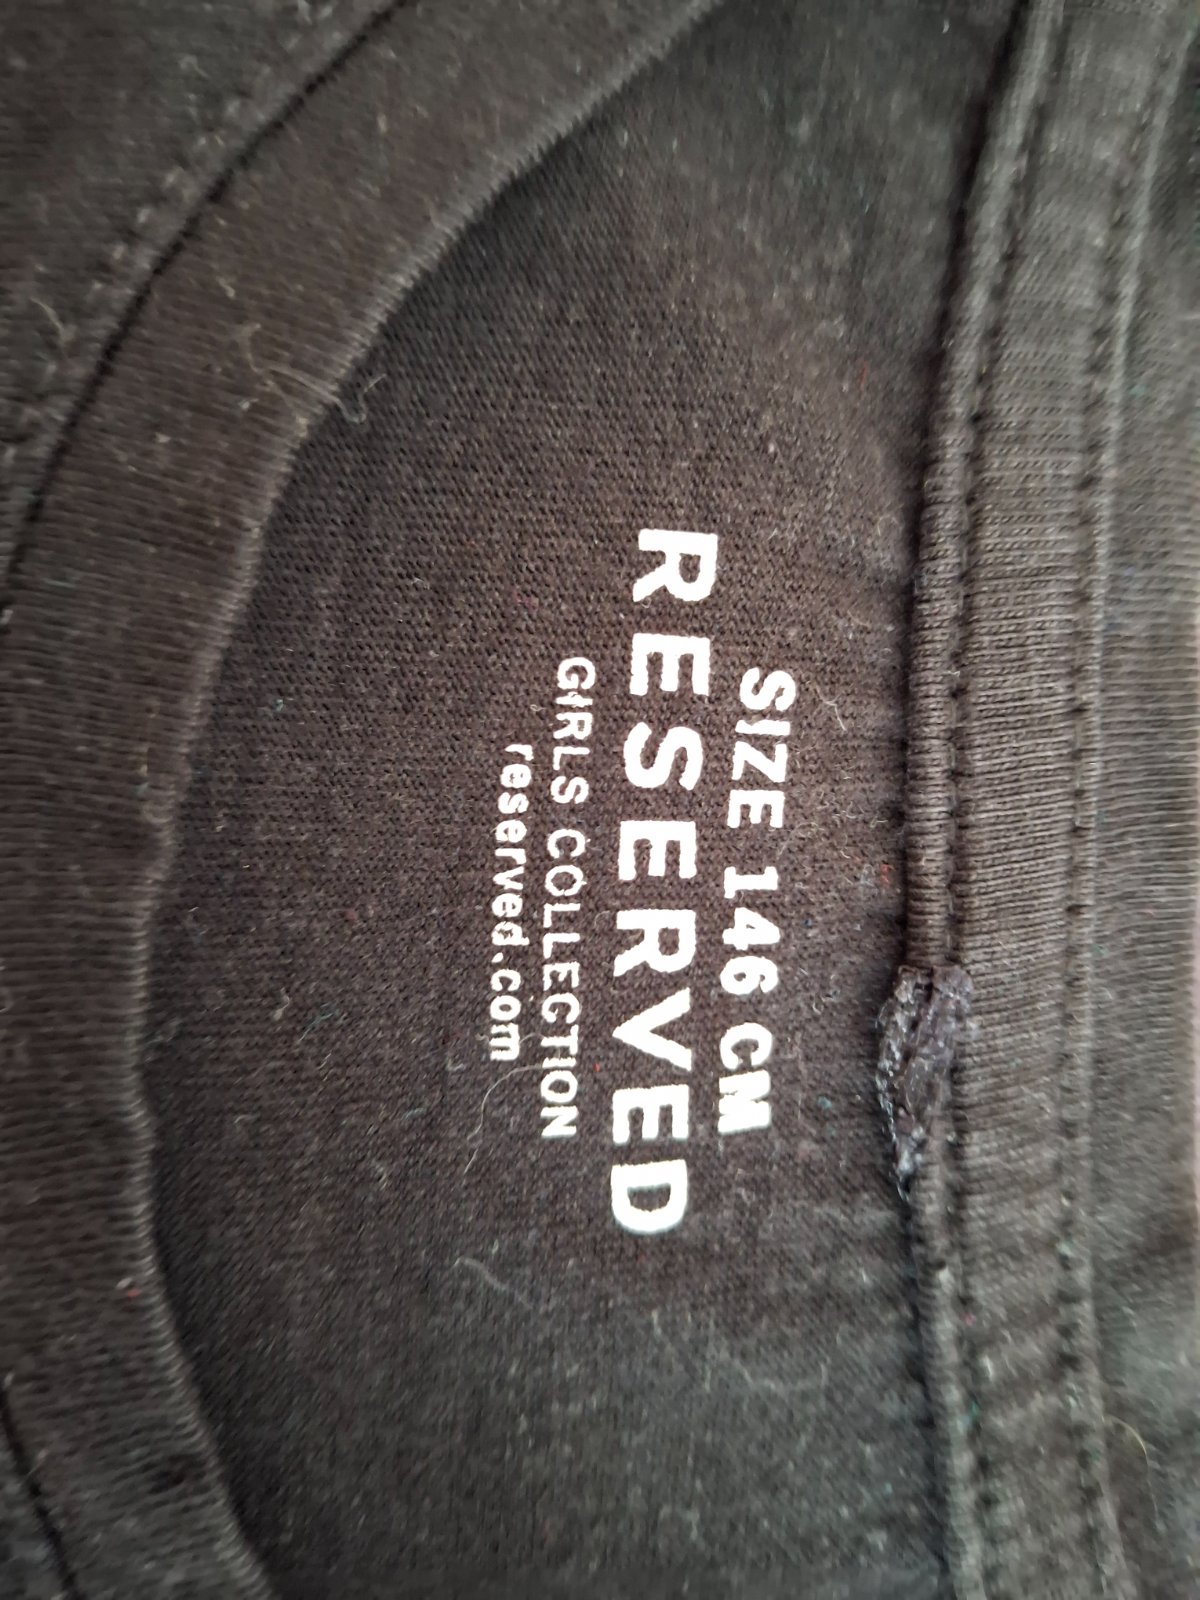 SIZE 146 CM
RESERVED
GIRLS COLLECTION
reserved.com